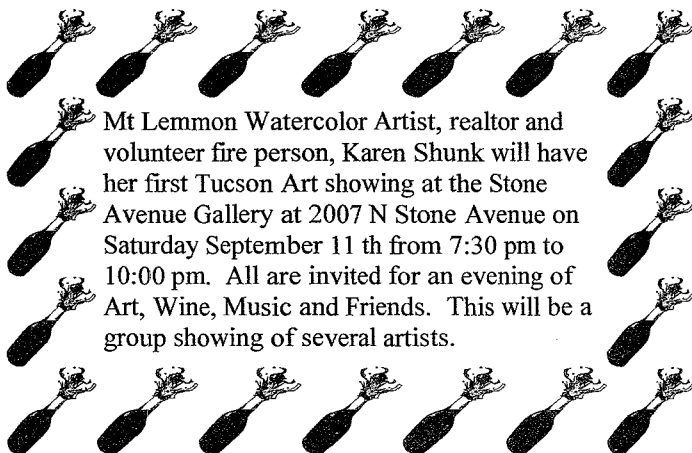 Mt Lemmon Watercolor Artist, realtor and
volunteer fire person, Karen Shunk will have
her first Tucson Art showing at the Stone
Avenue Gallery at 2007 N Stone Avenue on
Saturday September 11 th from 7:30 pm to
10:00 pm.  All are invited for an evening of
Art, Wine, Music and Friends.  This will be a
group showing of several artists.